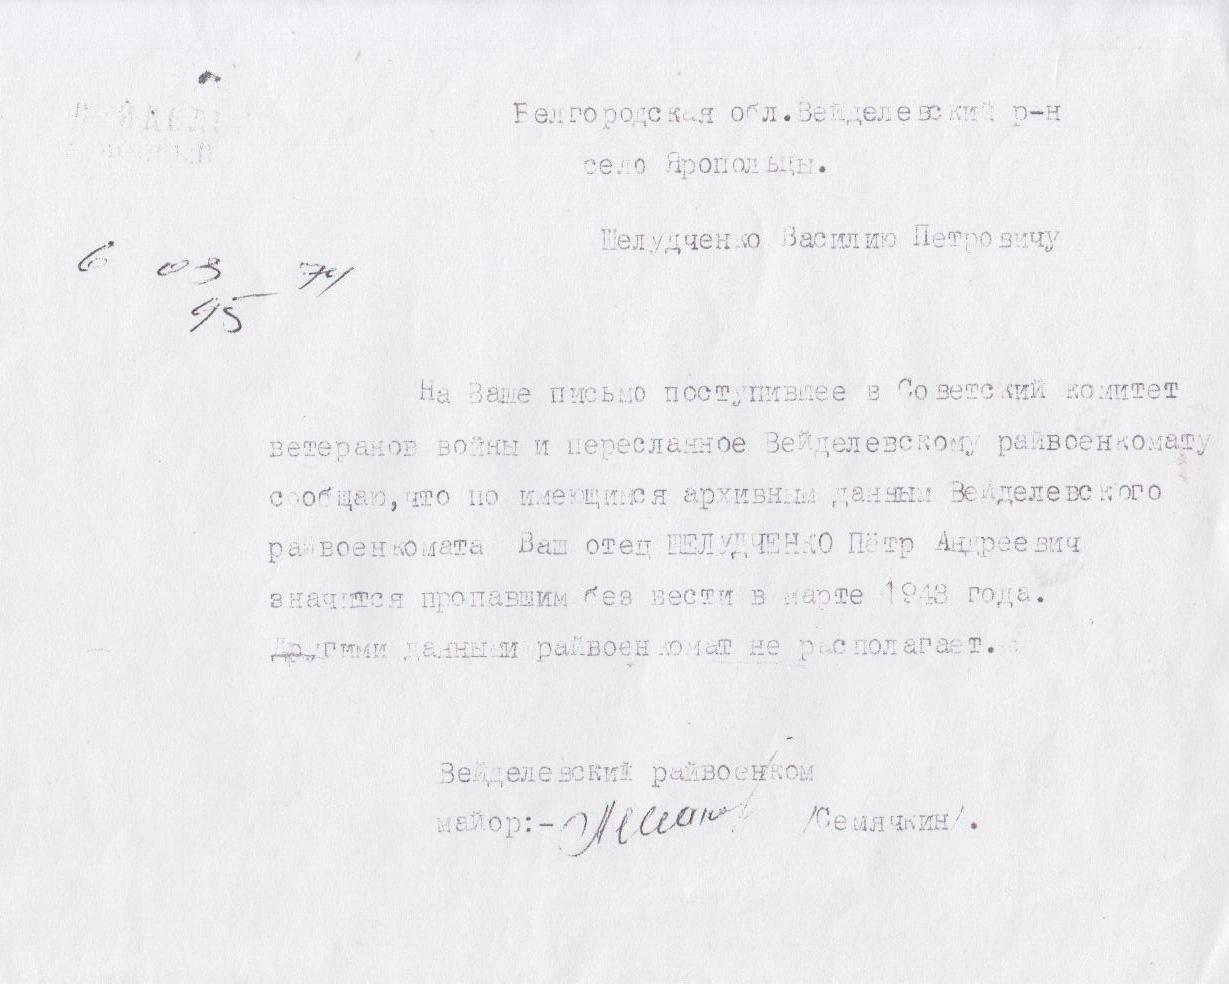 Белгородская обл.Вейделевский р-н
село Яропольцы.
Шелудченко Василию Петровичу
6 03 74
95
На Ваше письмо поступившее в Советский комитет
ветеранов войны и пересланное Вейделевскому райвоенкомату
сообщаю,что по имеющимся архивным данным Вейделевского
райвоенкомата Ваш отец ШЕЛУДЧЕНКО Пётр Андреевич
значится пропавшим без вести в марте 1943 года.
Другими данными райвоенкомат не располагает.
Вейделевский райвоенком
майор:- /Семячкин/.